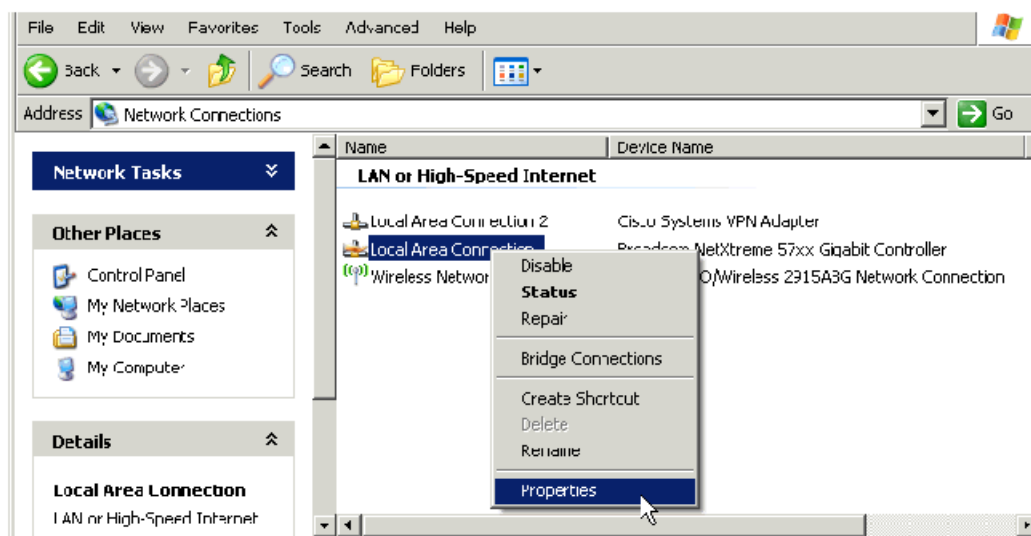 File Edit View Favorites Tools Advanced Help
Back Search Folders
Address Network Connections Go
Network Tasks
Other Places
Control Panel
My Network Places
My Documents
My Computer
Details
Local Area Connection
LAN or High-Speed Internet
Name Device Name
LAN or High-Speed Internet
Local Area Connection 2 Cisco Systems VPN Adapter
Local Area Connection Broadcom NetXtreme 57xx Gigabit Controller
Wireless Networ O/Wireless 2915ABG Network Connection
Disable
Status
Repair
Bridge Connections
Create Shortcut
Delete
Rename
Properties